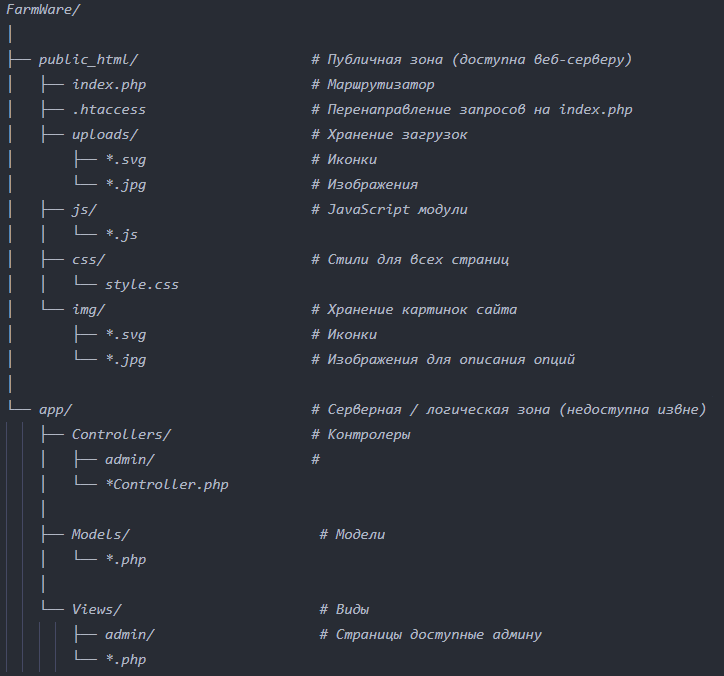 FarmWare/
│
├── public_html/                     # Публичная зона (доступна веб-серверу)
│   ├── index.php                    # Маршрутизатор
│   ├── .htaccess                    # Перенаправление запросов на index.php
│   ├── uploads/                     # Хранение загрузок
│       ├── *.svg                    # Иконки
│       └── *.jpg                    # Изображения
│   ├── js/                          # JavaScript модули
│   │   └── *.js
│   ├── css/                         # Стили для всех страниц
│   │   └── style.css
│   └── img/                         # Хранение картинок сайта
│       ├── *.svg                    # Иконки
│       └── *.jpg                    # Изображения для описания опций
│
└── app/                             # Серверная / логическая зона (недоступна извне)
    ├── Controllers/                 # Контролеры
    │   ├── admin/                   #
    │   └── *Controller.php
    │
    ├── Models/                       # Модели
    │   └── *.php
    │
    └── Views/                        # Виды
        ├── admin/                    # Страницы доступные админу
        └── *.php